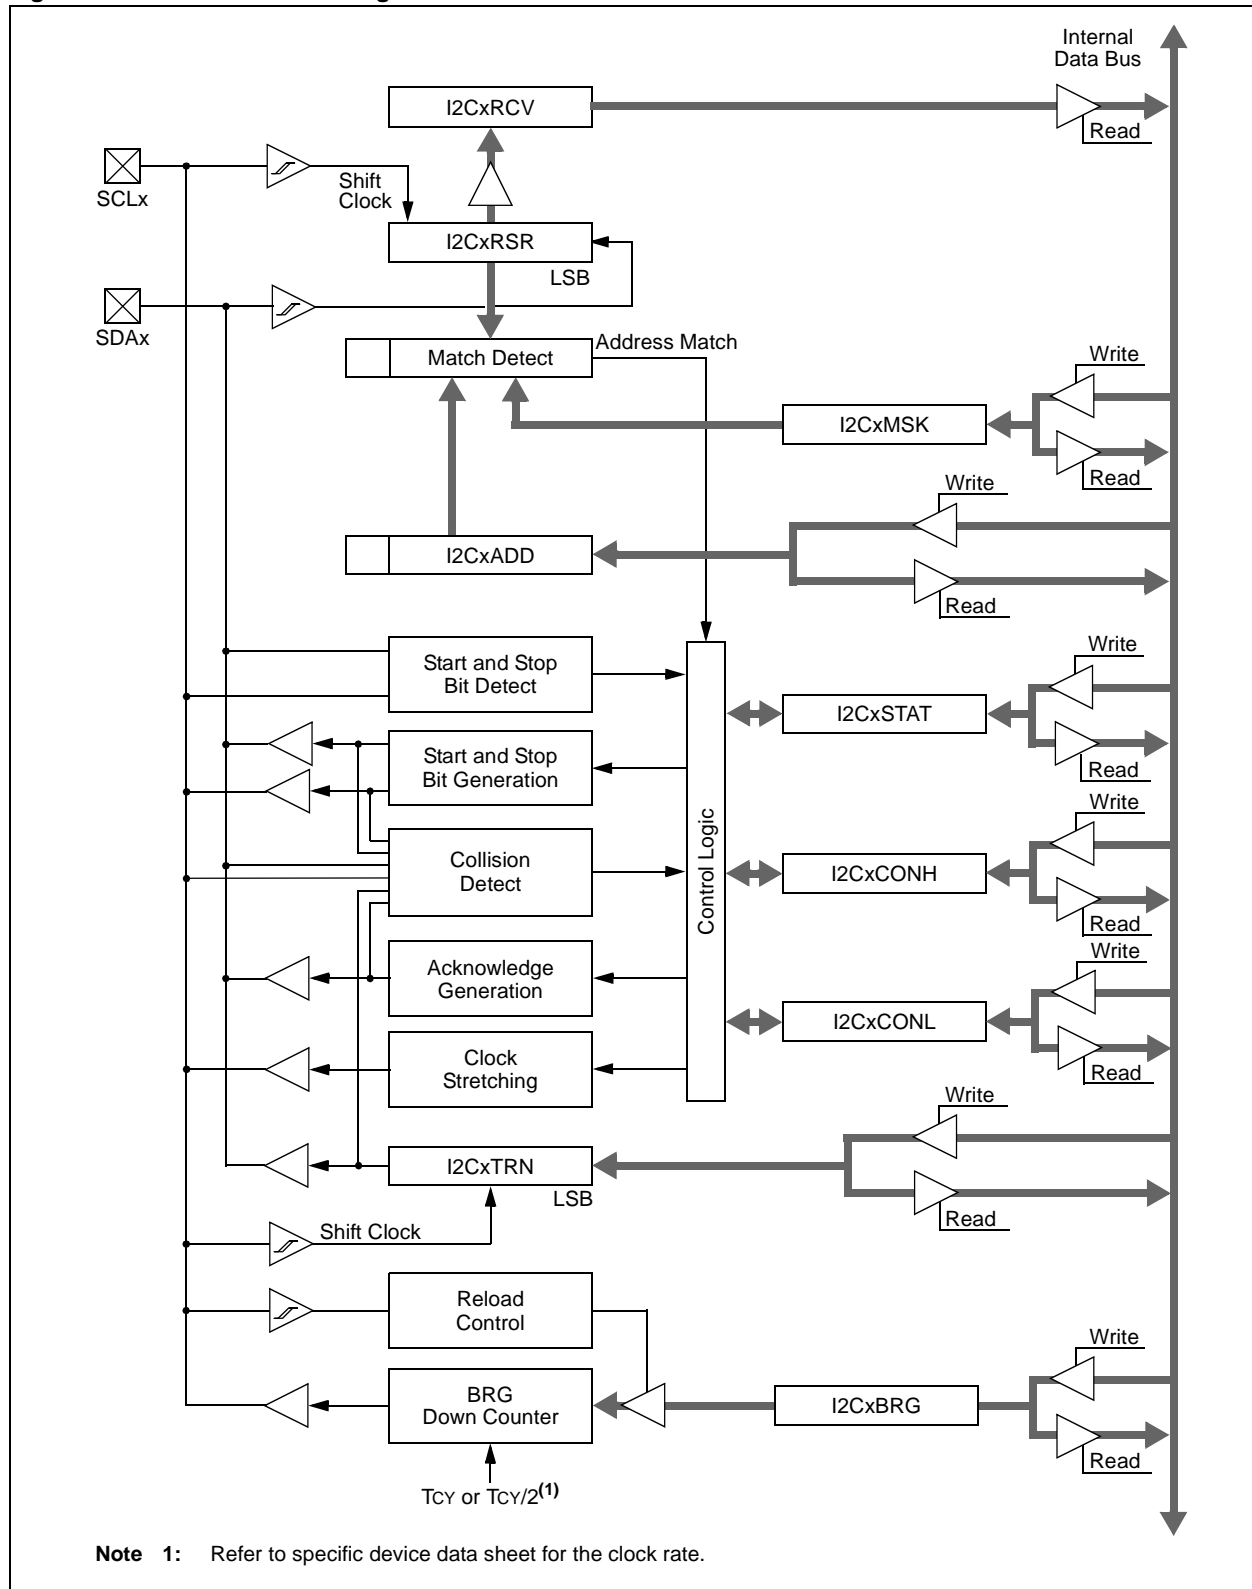 Internal
Data Bus
I2CxRCV
Read
SCLx
Shift
Clock
I2CxRSR
LSB
SDAx
Address Match
Match Detect
Write
I2CxMSK
Read
Write
I2CxADD
Read
Start and Stop
Bit Detect
Write
I2CxSTAT
Read
Start and Stop
Bit Generation
Control Logic
Write
Collision
Detect
I2CxCONH
Read
Write
Acknowledge
Generation
I2CxCONL
Read
Clock
Stretching
Write
I2CxTRN
LSB
Read
Shift Clock
Reload
Control
Write
BRG
Down Counter
I2CxBRG
Read
TCY or TCY/2(1)
Note 1: Refer to specific device data sheet for the clock rate.